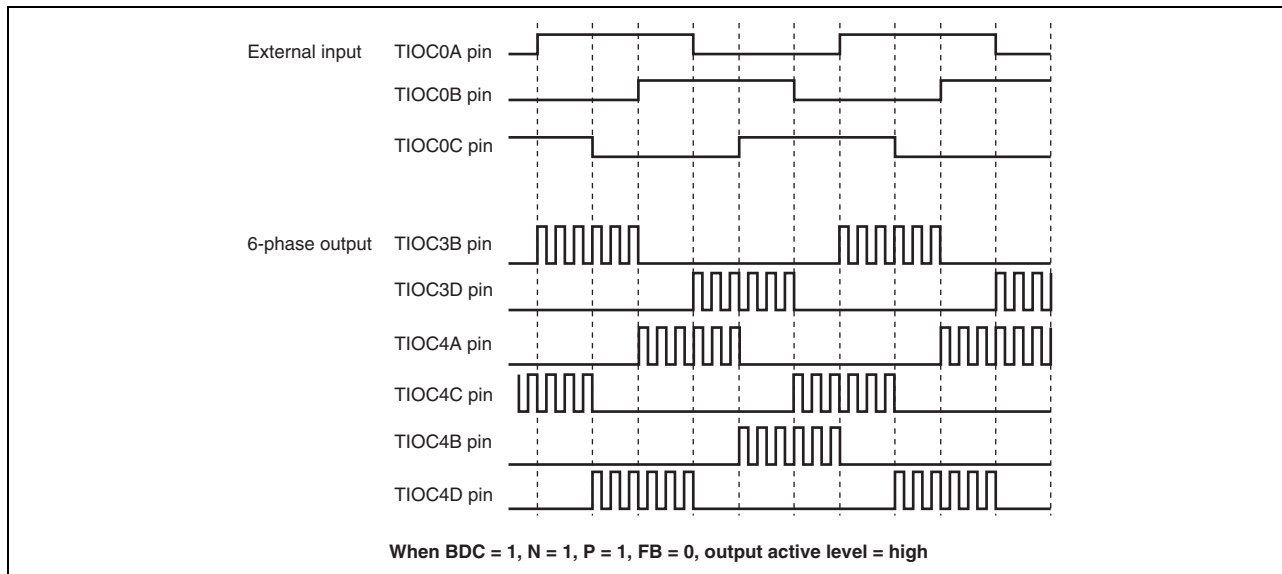 External input TIOC0A pin
TIOC0B pin
TIOC0C pin
6-phase output TIOC3B pin
TIOC3D pin
TIOC4A pin
TIOC4C pin
TIOC4B pin
TIOC4D pin
When BDC = 1, N = 1, P = 1, FB = 0, output active level = high